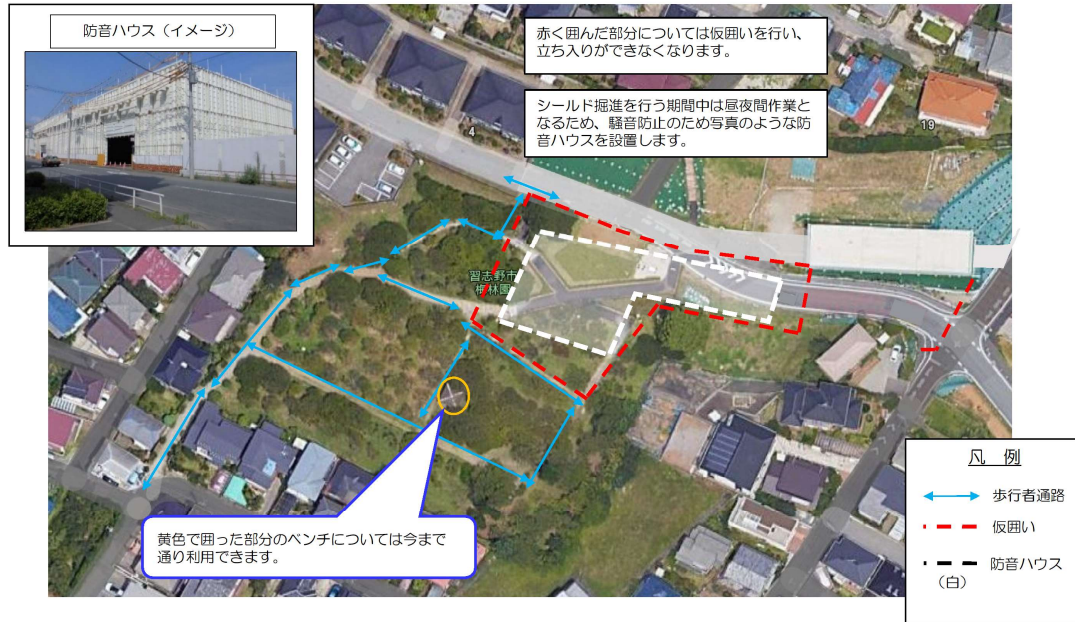 防音ハウス（イメージ）
赤く囲んだ部分については仮囲いを行い、
立ち入りができなくなります。
シールド掘進を行う期間中は昼夜間作業と
なるため、騒音防止のため写真のような防
音ハウスを設置します。
4
19
習志野市
梅林園
黄色で囲った部分のベンチについては今まで
通り利用できます。
凡　例
歩行者通路
仮囲い
防音ハウス
（白）